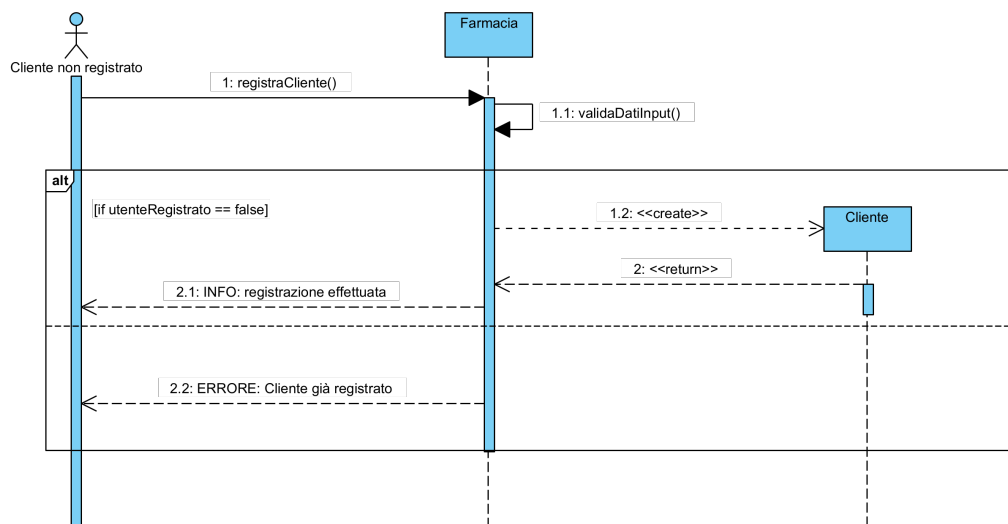 Farmacia
Cliente non registrato
1: registraCliente()
1.1: validaDatiInput()
alt
[if utenteRegistrato == false]
1.2: <<create>>
Cliente
2: <<return>>
2.1: INFO: registrazione effettuata
2.2: ERRORE: Cliente già registrato